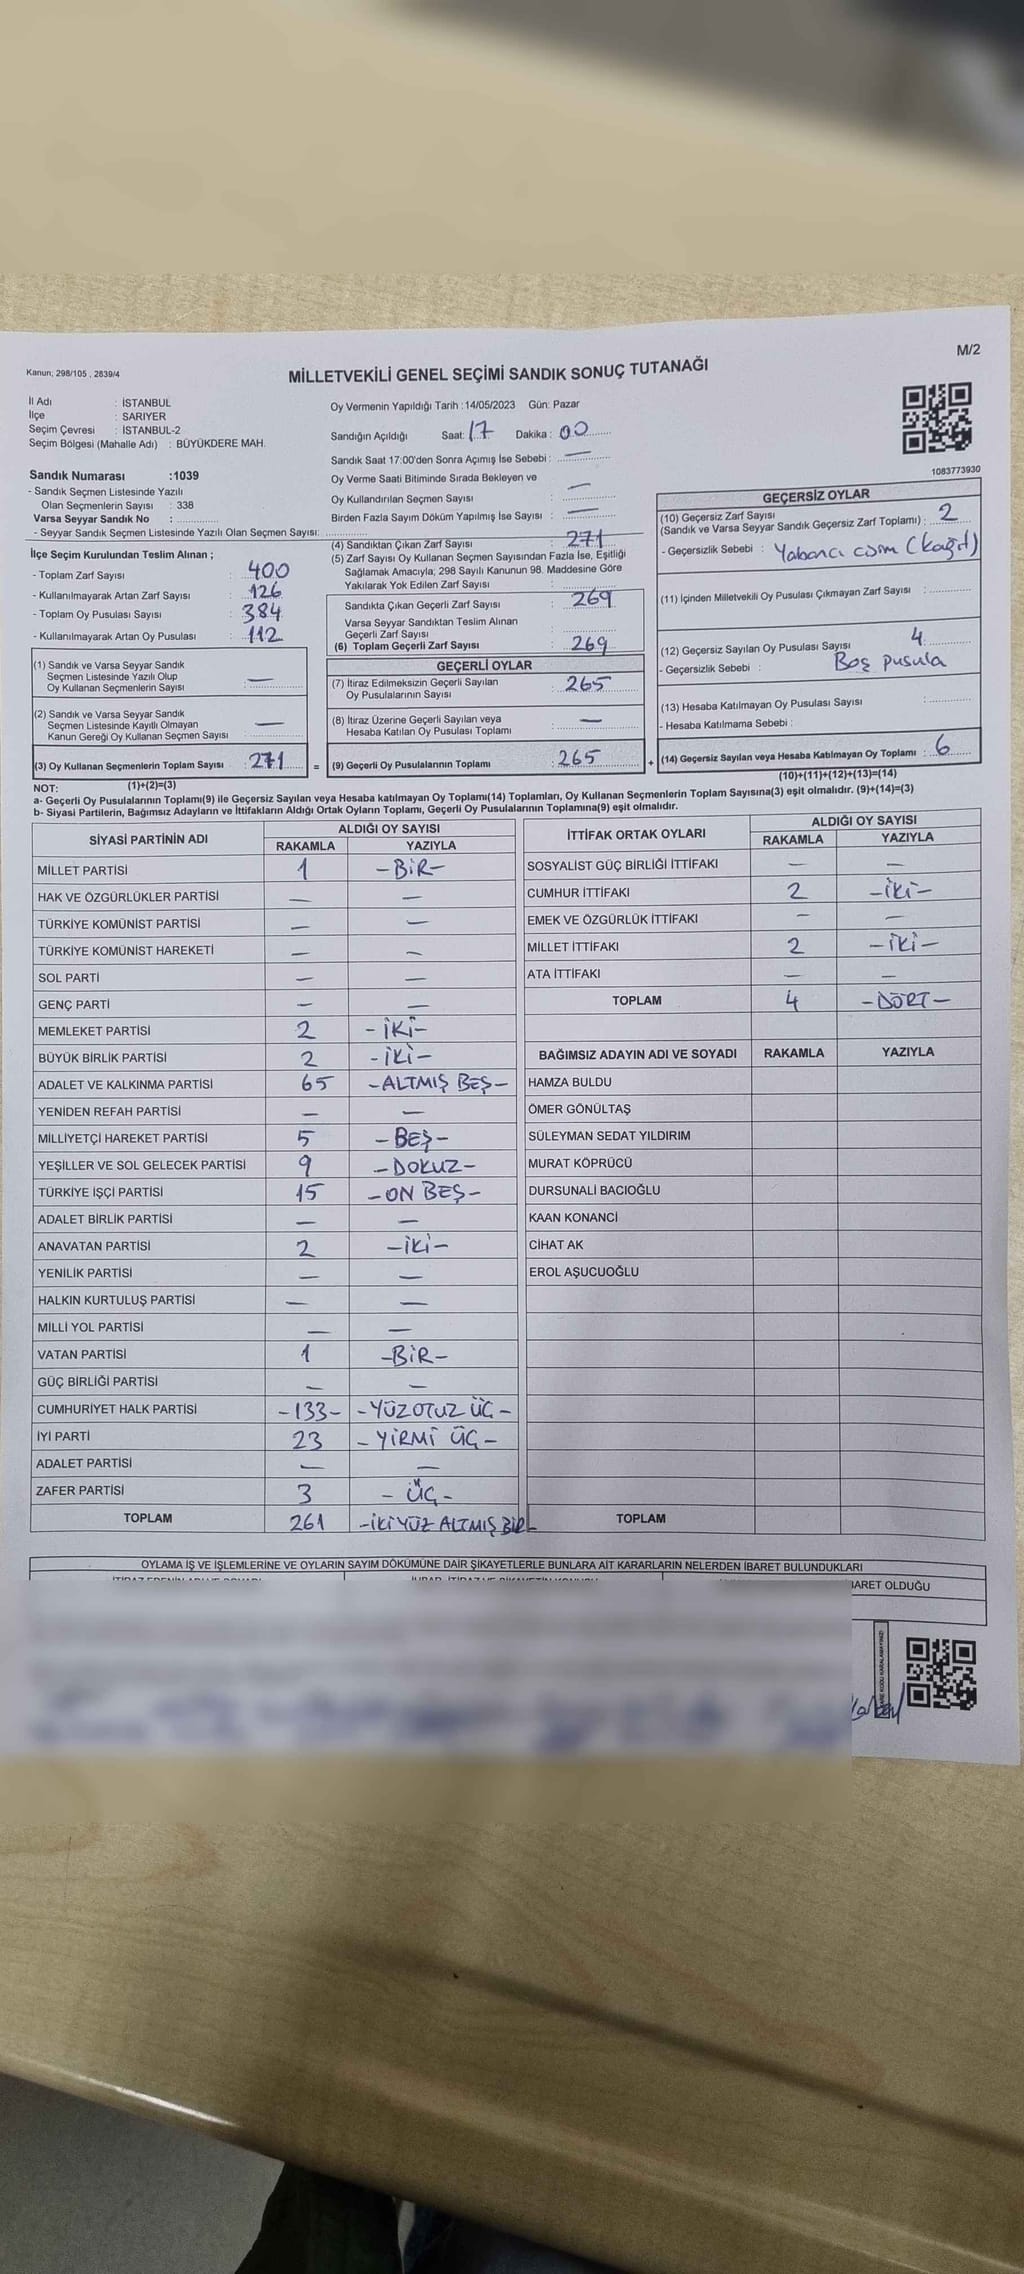 M/2
Kanun; 298/105 , 2839/4
MİLLETVEKİLİ GENEL SEÇİMİ SANDIK SONUÇ TUTANAĞI
İl Adı : İSTANBUL
İlçe : SARIYER
Seçim Çevresi : İSTANBUL-2
Seçim Bölgesi (Mahalle Adı) : BÜYÜKDERE MAH.
Sandık Numarası :1039
- Sandık Seçmen Listesinde Yazılı
Olan Seçmenlerin Sayısı : 338
Varsa Seyyar Sandık No :
- Seyyar Sandık Seçmen Listesinde Yazılı Olan Seçmen Sayısı:
İlçe Seçim Kurulundan Teslim Alınan ;
- Toplam Zarf Sayısı : 400
- Kullanılmayarak Artan Zarf Sayısı : 126
- Toplam Oy Pusulası Sayısı : 384
- Kullanılmayarak Artan Oy Pusulası : 112
(1) Sandık ve Varsa Seyyar Sandık
Seçmen Listesinde Yazılı Olup
Oy Kullanan Seçmenlerin Sayısı : —
(2) Sandık ve Varsa Seyyar Sandık
Seçmen Listesinde Kayıtlı Olmayan
Kanun Gereği Oy Kullanan Seçmen Sayısı : —
(3) Oy Kullanan Seçmenlerin Toplam Sayısı : 271 =
(1)+(2)=(3)
Oy Vermenin Yapıldığı Tarih :14/05/2023 Gün: Pazar
Sandığın Açıldığı Saat: 17 Dakika : 00
Sandık Saat 17:00'den Sonra Açımış İse Sebebi : —
Oy Verme Saati Bitiminde Sırada Bekleyen ve
Oy Kullandırılan Seçmen Sayısı : —
Birden Fazla Sayım Döküm Yapılmış İse Sayısı : —
(4) Sandıktan Çıkan Zarf Sayısı : 271
(5) Zarf Sayısı Oy Kullanan Seçmen Sayısından Fazla İse, Eşitliği
Sağlamak Amacıyla; 298 Sayılı Kanunun 98. Maddesine Göre
Yakılarak Yok Edilen Zarf Sayısı :
Sandıkta Çıkan Geçerli Zarf Sayısı : 269
Varsa Seyyar Sandıktan Teslim Alınan
Geçerli Zarf Sayısı :
(6) Toplam Geçerli Zarf Sayısı : 269
GEÇERLİ OYLAR
(7) İtiraz Edilmeksizin Geçerli Sayılan
Oy Pusulalarının Sayısı : 265
(8) İtiraz Üzerine Geçerli Sayılan veya
Hesaba Katılan Oy Pusulası Toplamı : —
(9) Geçerli Oy Pusulalarının Toplamı : 265 +
1083773930
GEÇERSİZ OYLAR
(10) Geçersiz Zarf Sayısı
(Sandık ve Varsa Seyyar Sandık Geçersiz Zarf Toplamı) : 2
- Geçersizlik Sebebi : Yabancı cisim (kağıt)
(11) İçinden Milletvekili Oy Pusulası Çıkmayan Zarf Sayısı :
(12) Geçersiz Sayılan Oy Pusulası Sayısı : 4
- Geçersizlik Sebebi : Boş pusula
(13) Hesaba Katılmayan Oy Pusulası Sayısı :
- Hesaba Katılmama Sebebi :
(14) Geçersiz Sayılan veya Hesaba Katılmayan Oy Toplamı : 6
(10)+(11)+(12)+(13)=(14)
NOT:
a- Geçerli Oy Pusulalarının Toplamı(9) ile Geçersiz Sayılan veya Hesaba katılmayan Oy Toplamı(14) Toplamları, Oy Kullanan Seçmenlerin Toplam Sayısına(3) eşit olmalıdır. (9)+(14)=(3)
b- Siyasi Partilerin, Bağımsız Adayların ve İttifakların Aldığı Ortak Oyların Toplamı, Geçerli Oy Pusulalarının Toplamına(9) eşit olmalıdır.
SİYASİ PARTİNİN ADI ALDIĞI OY SAYISI
RAKAMLA YAZIYLA
MİLLET PARTİSİ 1 -BİR-
HAK VE ÖZGÜRLÜKLER PARTİSİ — —
TÜRKİYE KOMÜNİST PARTİSİ — —
TÜRKİYE KOMÜNİST HAREKETİ — —
SOL PARTİ — —
GENÇ PARTİ — —
MEMLEKET PARTİSİ 2 -İKİ-
BÜYÜK BİRLİK PARTİSİ 2 -İKİ-
ADALET VE KALKINMA PARTİSİ 65 -ALTMIŞ BEŞ-
YENİDEN REFAH PARTİSİ — —
MİLLİYETÇİ HAREKET PARTİSİ 5 -BEŞ-
YEŞİLLER VE SOL GELECEK PARTİSİ 9 -DOKUZ-
TÜRKİYE İŞÇİ PARTİSİ 15 -ON BEŞ-
ADALET BİRLİK PARTİSİ — —
ANAVATAN PARTİSİ 2 -İKİ-
YENİLİK PARTİSİ — —
HALKIN KURTULUŞ PARTİSİ — —
MİLLİ YOL PARTİSİ — —
VATAN PARTİSİ 1 -BİR-
GÜÇ BİRLİĞİ PARTİSİ — —
CUMHURİYET HALK PARTİSİ -133- -YÜZOTUZ ÜÇ-
İYİ PARTİ 23 -YİRMİ ÜÇ-
ADALET PARTİSİ — —
ZAFER PARTİSİ 3 -ÜÇ-
TOPLAM 261 -İKİYÜZ ALTMIŞ BİR-
İTTİFAK ORTAK OYLARI ALDIĞI OY SAYISI
RAKAMLA YAZIYLA
SOSYALİST GÜÇ BİRLİĞİ İTTİFAKI — —
CUMHUR İTTİFAKI 2 -İKİ-
EMEK VE ÖZGÜRLÜK İTTİFAKI — —
MİLLET İTTİFAKI 2 -İKİ-
ATA İTTİFAKI — —
TOPLAM 4 -DÖRT-
BAĞIMSIZ ADAYIN ADI VE SOYADI RAKAMLA YAZIYLA
HAMZA BULDU
ÖMER GÖNÜLTAŞ
SÜLEYMAN SEDAT YILDIRIM
MURAT KÖPRÜCÜ
DURSUNALİ BACIOĞLU
KAAN KONANCİ
CİHAT AK
EROL AŞUCUOĞLU
TOPLAM
OYLAMA İŞ VE İŞLEMLERİNE VE OYLARIN SAYIM DÖKÜMÜNE DAİR ŞİKAYETLERLE BUNLARA AİT KARARLARIN NELERDEN İBARET BULUNDUKLARI
OLDUĞU